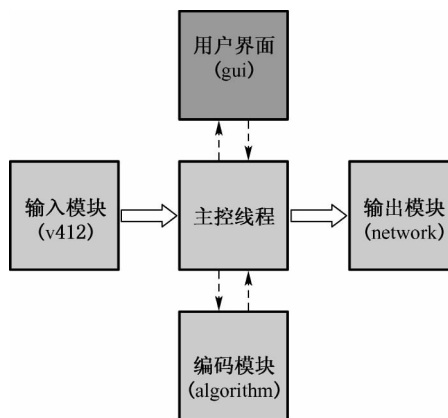 用户界面
(gui)
输入模块
(v412)
主控线程
输出模块
(network)
编码模块
(algorithm)